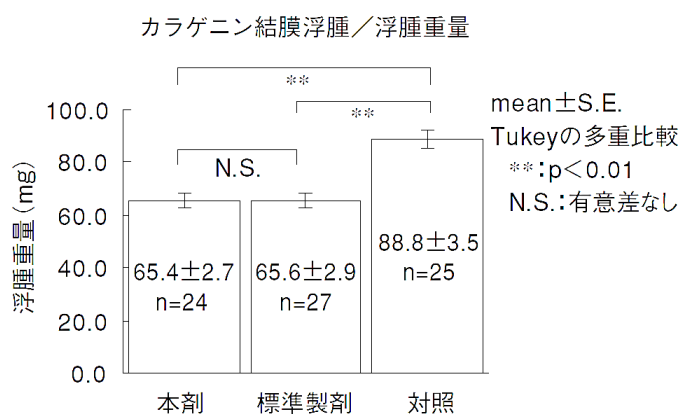 カラゲニン結膜浮腫／浮腫重量
**
**
N.S.
mean±S.E.
Tukeyの多重比較
**：p＜0.01
N.S.：有意差なし
浮腫重量(mg)
100.0
80.0
60.0
40.0
20.0
0.0
65.4±2.7
n=24
65.6±2.9
n=27
88.8±3.5
n=25
本剤
標準製剤
対照